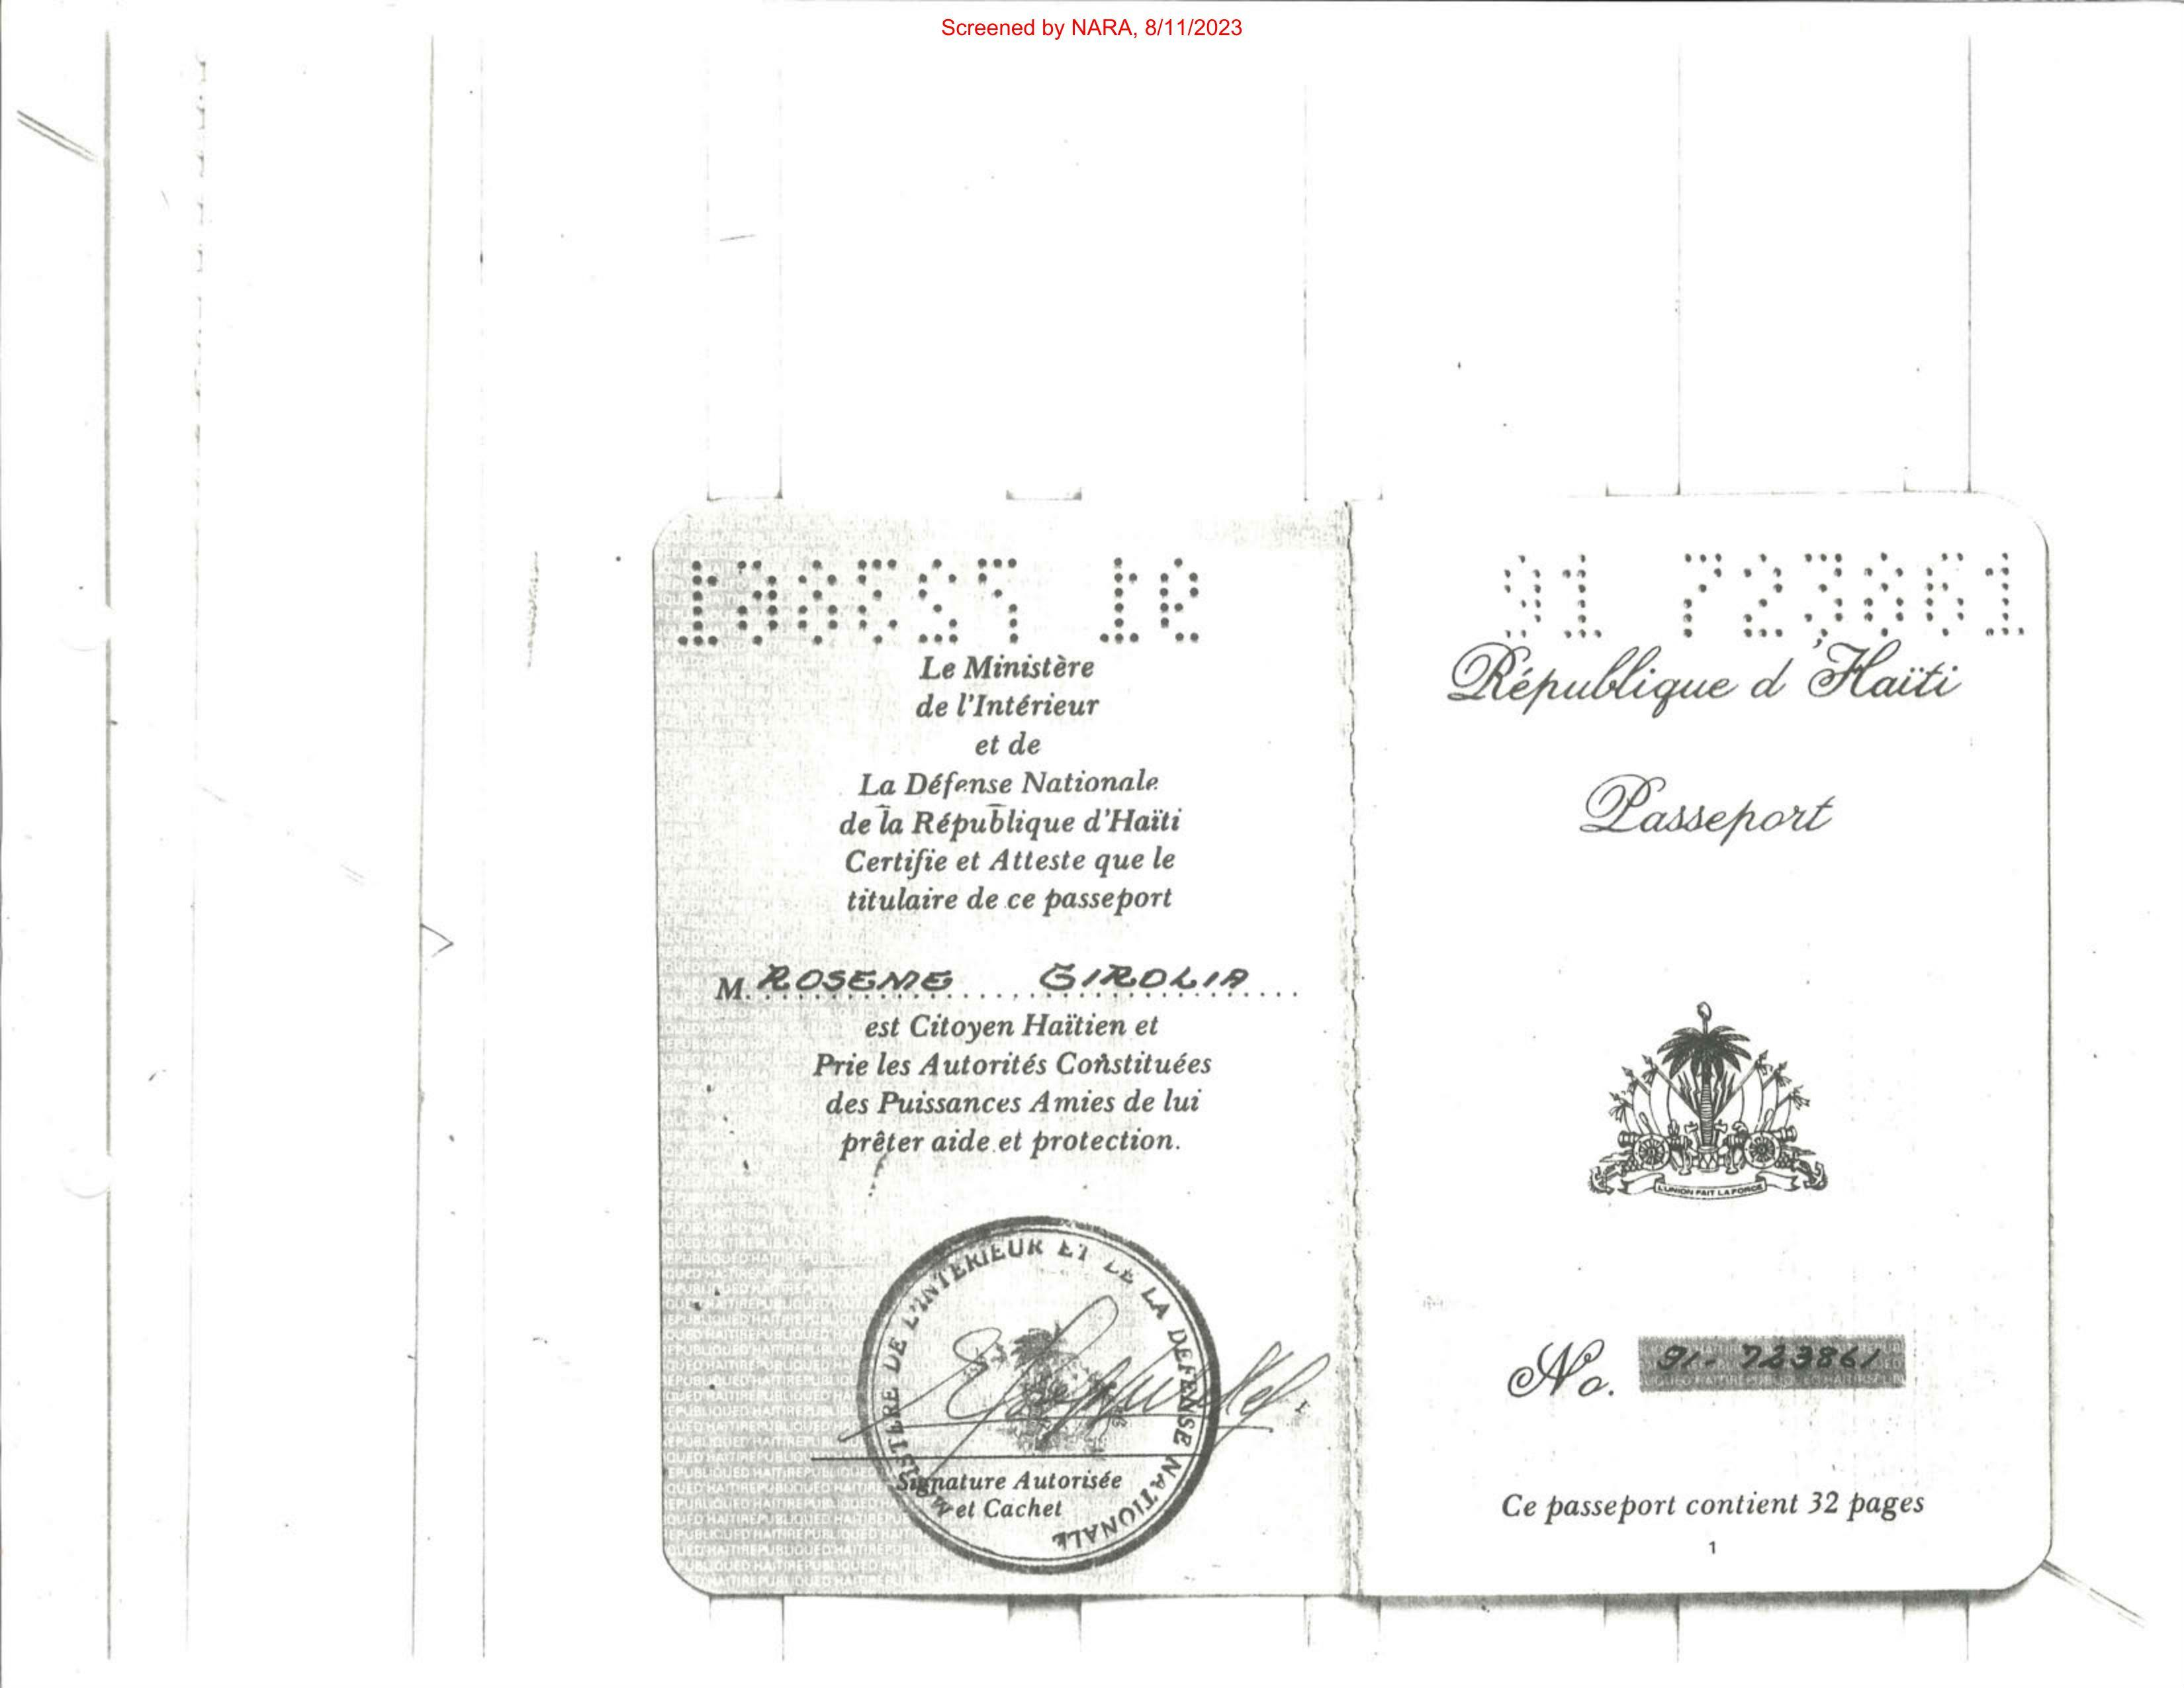 Screened by NARA, 8/11/2023
91 723861
Le Ministère
de l'Intérieur
et de
La Défense Nationale
de la République d'Haïti
Certifie et Atteste que le
titulaire de ce passeport
M. ROSEME GIROLIA
est Citoyen Haïtien et
Prie les Autorités Constituées
des Puissances Amies de lui
prêter aide et protection.
MINISTERE DE L'INTERIEUR ET DE LA DEFENSE NATIONALE
Signature Autorisée
et Cachet
91 723861
République d'Haïti
Passeport
L'UNION FAIT LA FORCE
No. 91-723861
Ce passeport contient 32 pages
1